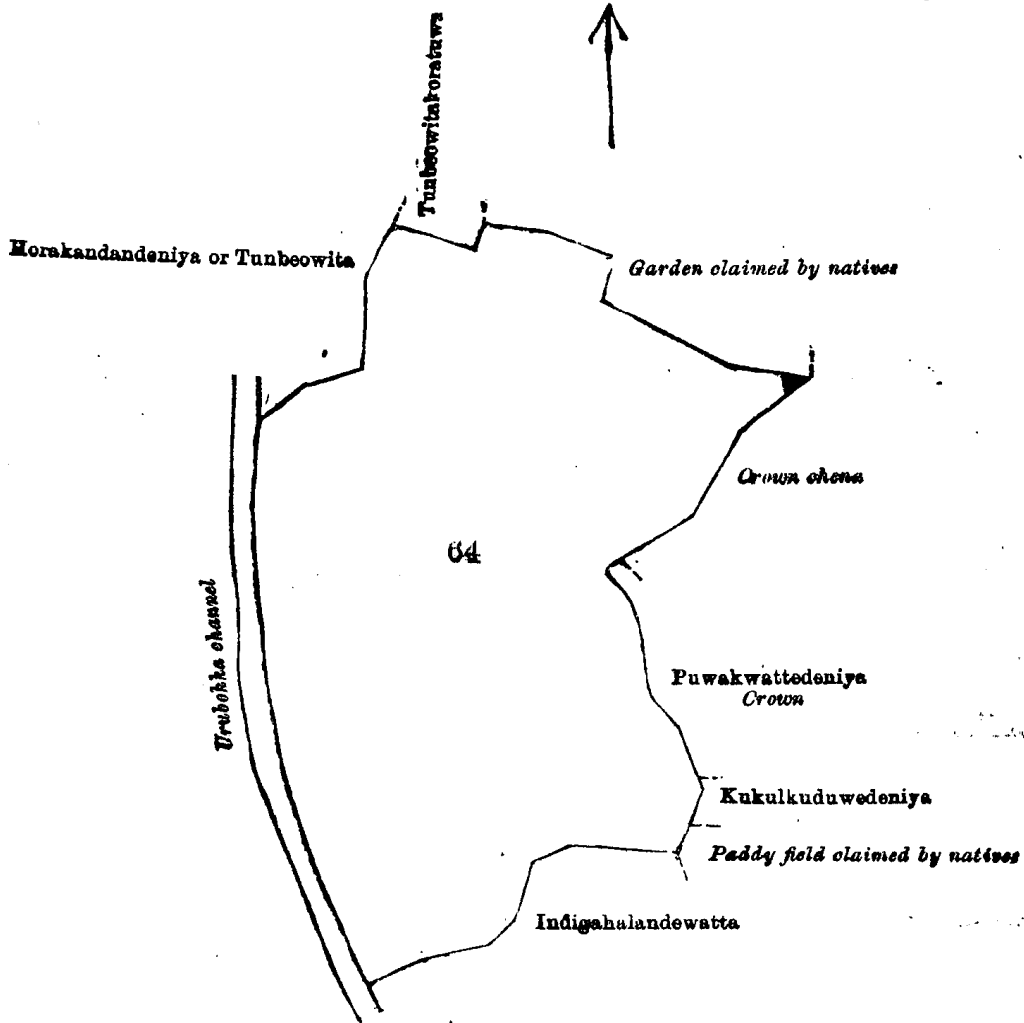 Tunbeowitakoratuwa
Horakandandeniya or Tunbeowita
Garden claimed by natives
Crown chena
64
Urubokka channel
Puwakwattedeniya
Crown
Kukulkuduwedeniya
Paddy field claimed by natives
Indigahalandewatta